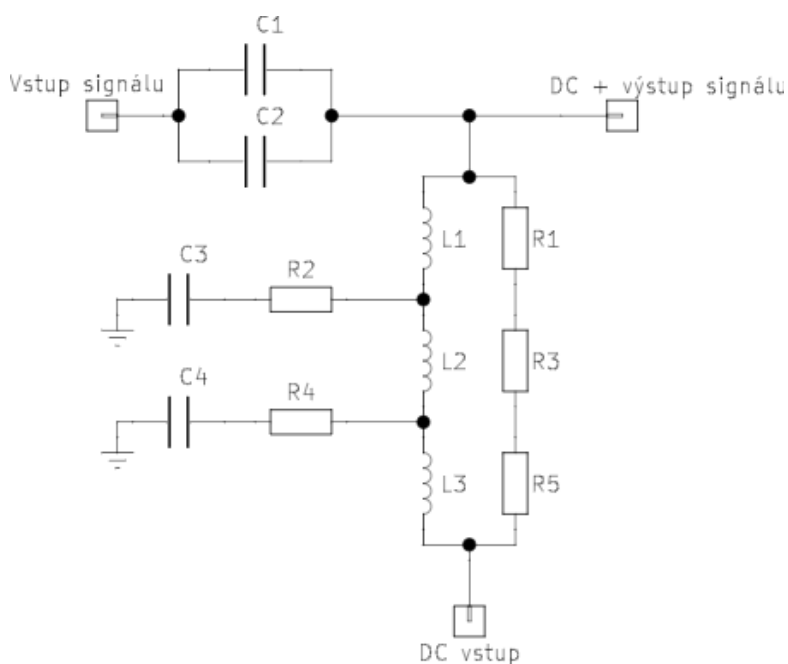 C1
Vstup signálu
DC + výstup signálu
C2
L1
R1
C3
R2
L2
R3
C4
R4
L3
R5
DC vstup